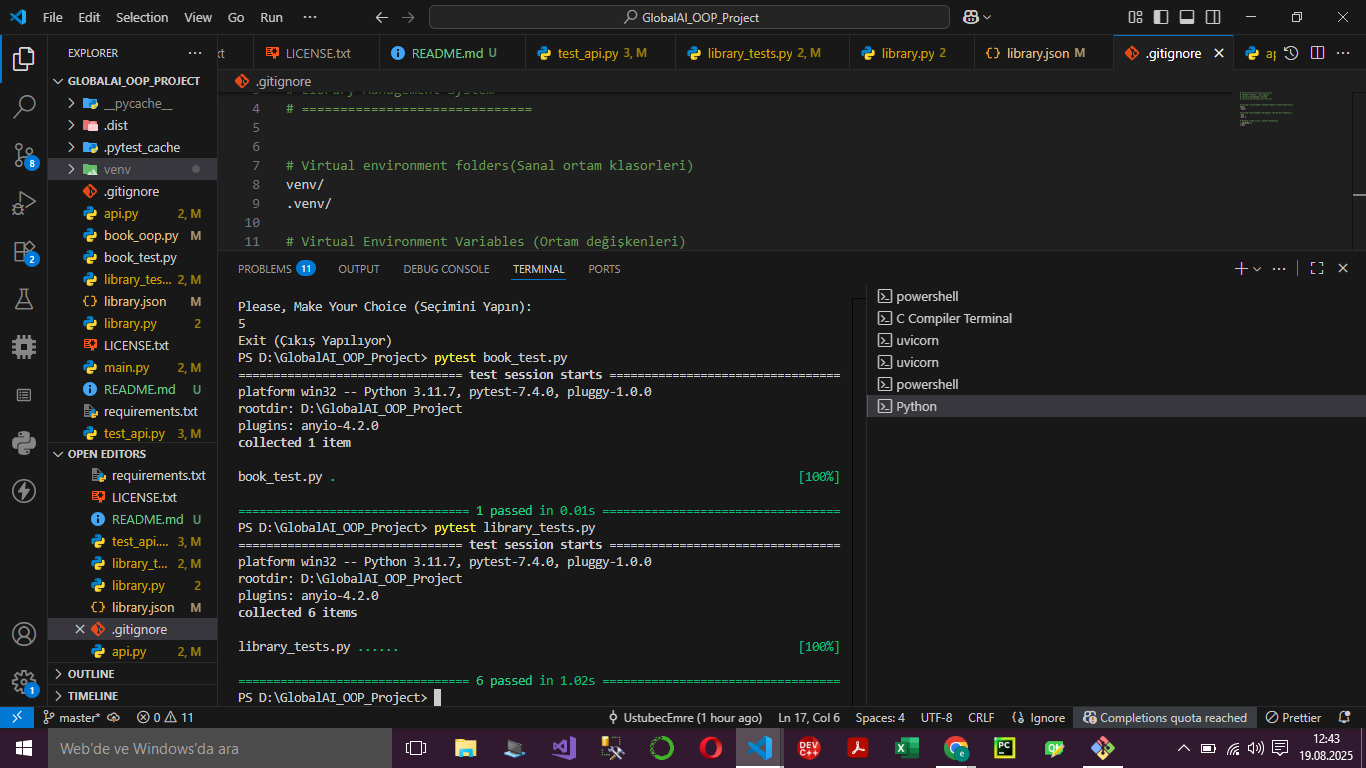 File Edit Selection View Go Run ··· GlobalAI_OOP_Project
EXPLORER ···
GLOBALAI_OOP_PROJECT
__pycache__
.dist
.pytest_cache
venv
.gitignore
api.py 2, M
book_oop.py M
book_test.py
library_tes... 2, M
library.json M
library.py 2
LICENSE.txt
main.py 2, M
README.md U
requirements.txt
test_api.py 3, M
OPEN EDITORS
requirements.txt
LICENSE.txt
README.md U
test_api.... 3, M
library_t... 2, M
library.py 2
library.json M
.gitignore
api.py 2, M
OUTLINE
TIMELINE
8
2
1
LICENSE.txt README.md U test_api.py 3, M library_tests.py 2, M library.py 2 library.json M .gitignore
.gitignore
4 # ==============================
5
6
7 # Virtual environment folders(Sanal ortam klasorleri)
8 venv/
9 .venv/
10
11 # Virtual Environment Variables (Ortam değişkenleri)
PROBLEMS 11 OUTPUT DEBUG CONSOLE TERMINAL PORTS
Please, Make Your Choice (Seçimini Yapın):
5
Exit (Çıkış Yapılıyor)
PS D:\GlobalAI_OOP_Project> pytest book_test.py
================================ test session starts =================================
platform win32 -- Python 3.11.7, pytest-7.4.0, pluggy-1.0.0
rootdir: D:\GlobalAI_OOP_Project
plugins: anyio-4.2.0
collected 1 item
book_test.py . [100%]
================================= 1 passed in 0.01s ==================================
PS D:\GlobalAI_OOP_Project> pytest library_tests.py
================================ test session starts =================================
platform win32 -- Python 3.11.7, pytest-7.4.0, pluggy-1.0.0
rootdir: D:\GlobalAI_OOP_Project
plugins: anyio-4.2.0
collected 6 items
library_tests.py ...... [100%]
================================= 6 passed in 1.02s ==================================
PS D:\GlobalAI_OOP_Project>
powershell
C Compiler Terminal
uvicorn
uvicorn
powershell
Python
master* 0 11 UstubecEmre (1 hour ago) Ln 17, Col 6 Spaces: 4 UTF-8 CRLF Ignore Completions quota reached Prettier
Web'de ve Windows'da ara
12:43
19.08.2025